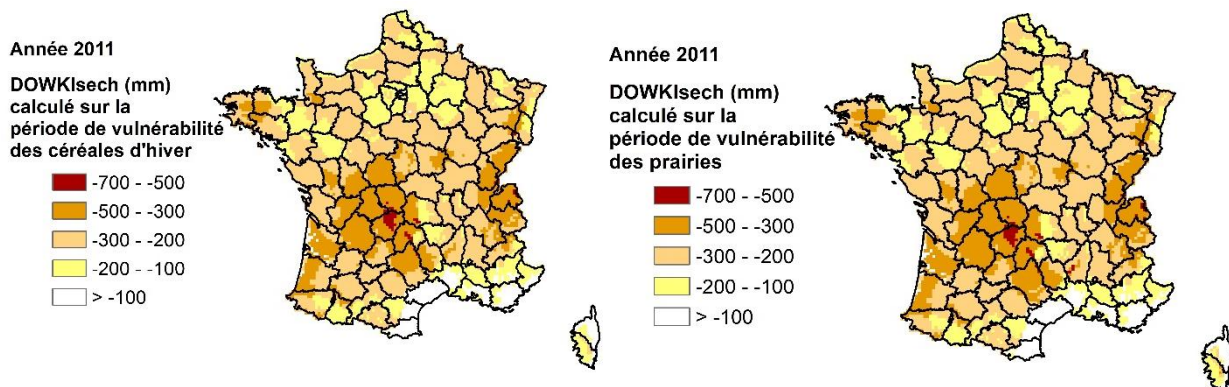 Année 2011
DOWKIsech (mm)
calculé sur la
période de vulnérabilité
des céréales d'hiver
-700 - -500
-500 - -300
-300 - -200
-200 - -100
> -100
Année 2011
DOWKIsech (mm)
calculé sur la
période de vulnérabilité
des prairies
-700 - -500
-500 - -300
-300 - -200
-200 - -100
> -100